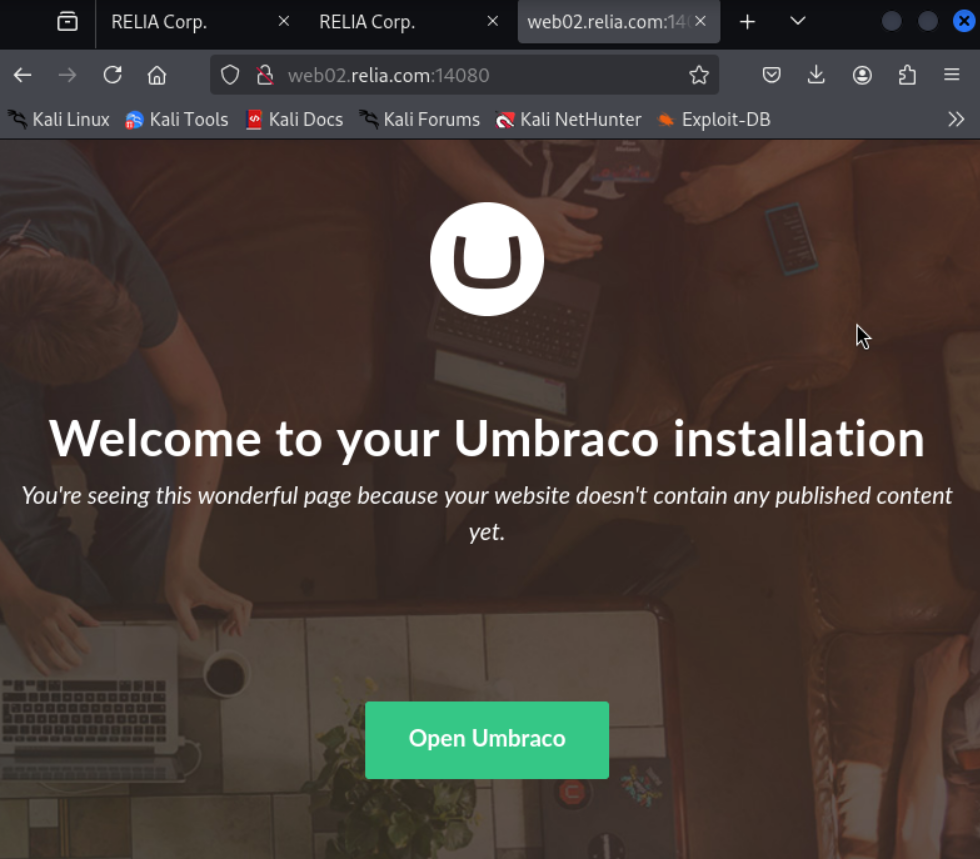 RELIA Corp.
RELIA Corp.
web02.relia.com:14
web02.relia.com:14080
Kali Linux
Kali Tools
Kali Docs
Kali Forums
Kali NetHunter
Exploit-DB
Welcome to your Umbraco installation
You're seeing this wonderful page because your website doesn't contain any published content
yet.
Open Umbraco